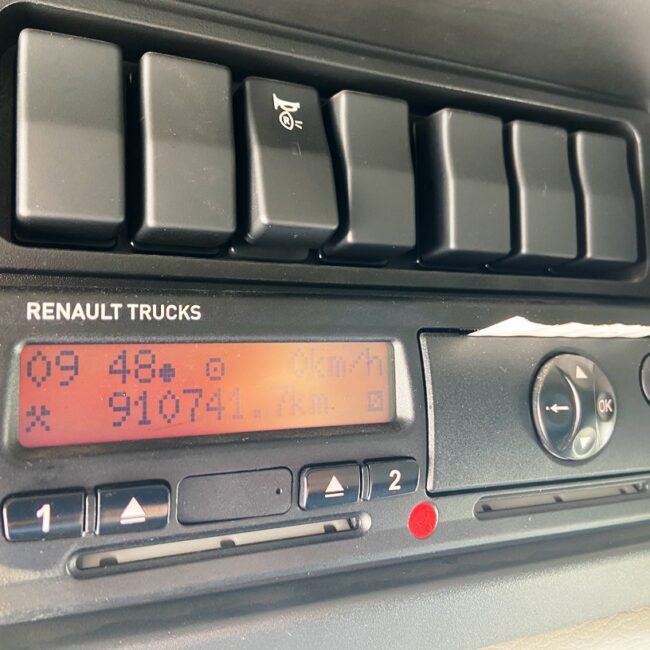 R
RENAULT TRUCKS
09 48 0km/h
910741.7km
OK
1 2